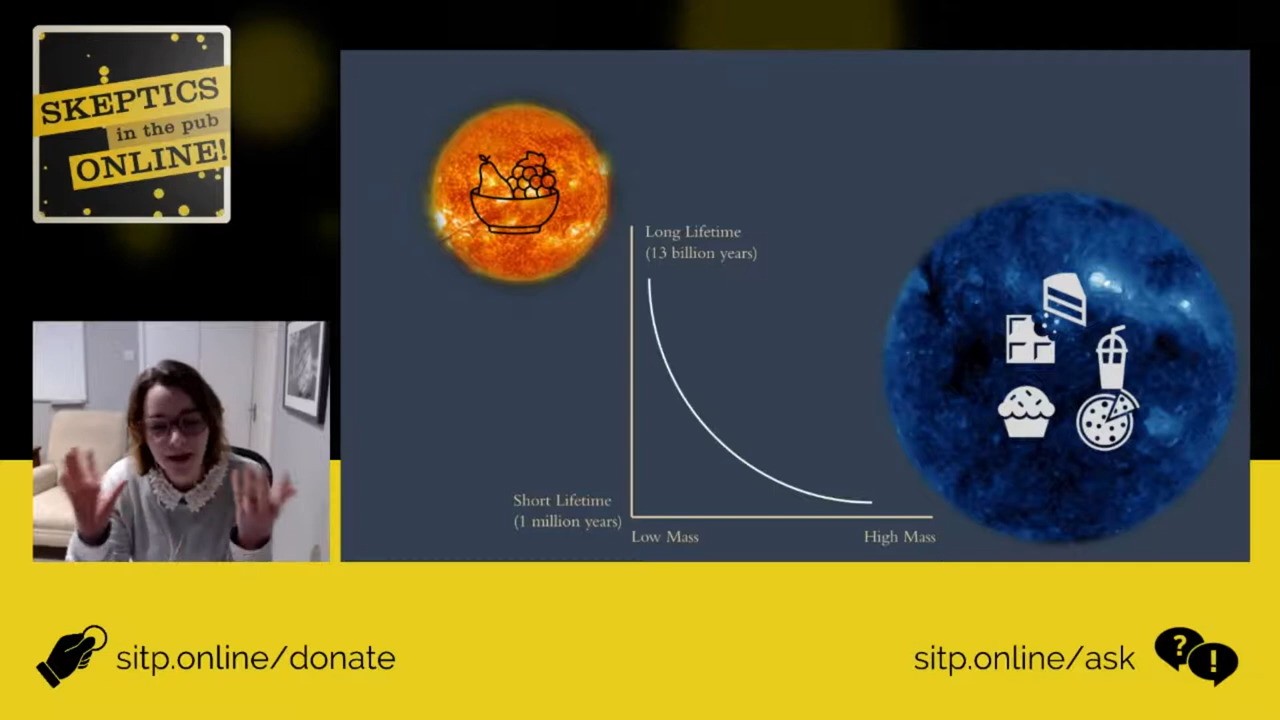 SKEPTICS
in the pub
ONLINE!
Long Lifetime
(13 billion years)
Short Lifetime
(1 million years)
Low Mass
High Mass
sitp.online/donate
sitp.online/ask
?
!